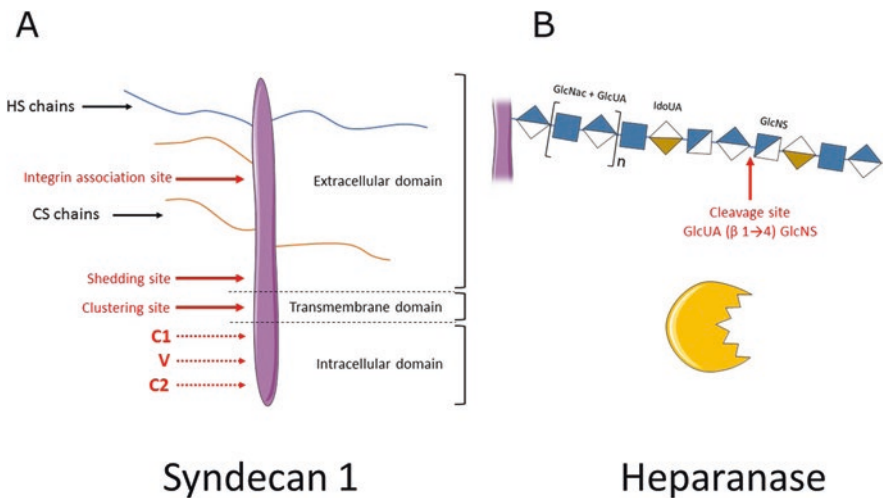 A
HS chains
Integrin association site
CS chains
Shedding site
Clustering site
C1
V
C2
Extracellular domain
Transmembrane domain
Intracellular domain
Syndecan 1
B
GlcNac + GlcUA
IdoUA
GlcNS
n
Cleavage site
GlcUA (β 1→4) GlcNS
Heparanase